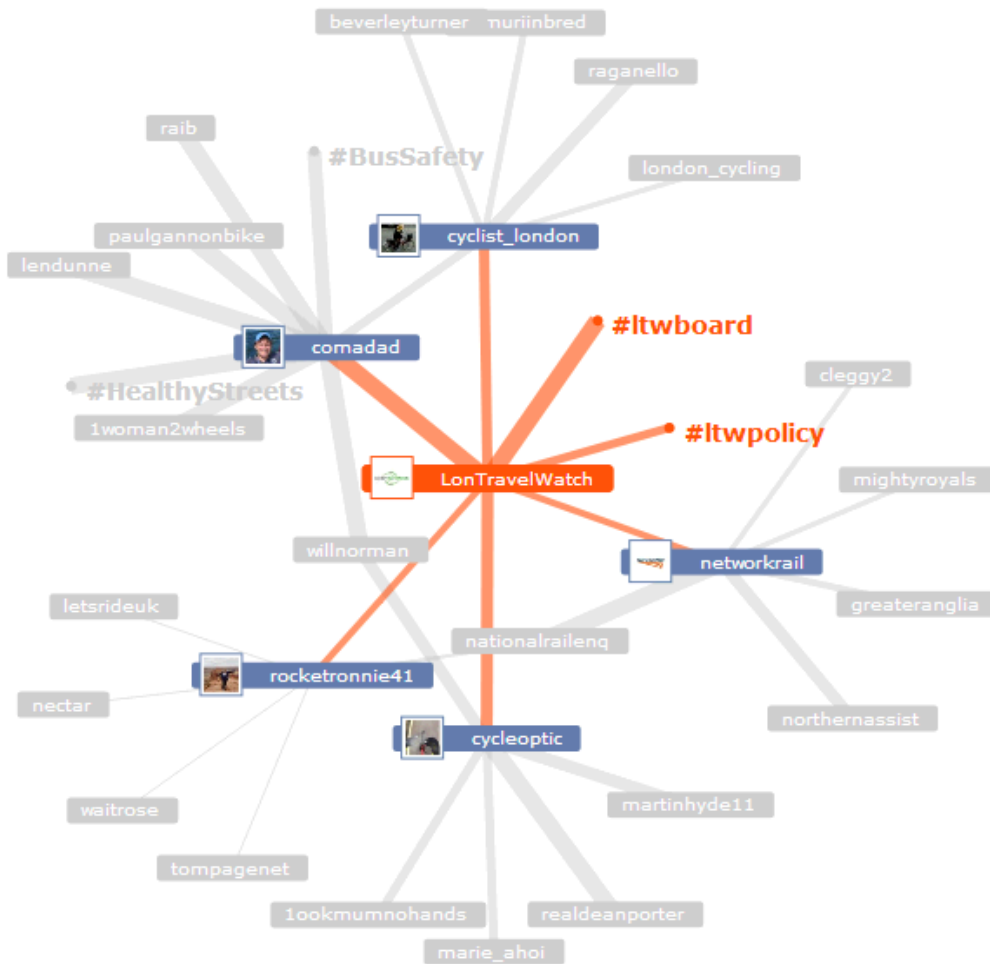 beverleyturner
nuriinbred
raganello
raib
#BusSafety
london_cycling
paulgannonbike
cyclist_london
lendunne
#ltwboard
comadad
cleggy2
#HealthyStreets
1woman2wheels
#ltwpolicy
LonTravelWatch
mightyroyals
willnorman
networkrail
letsrideuk
greateranglia
nationalrailenq
rocketronnie41
nectar
northernassist
cycleoptic
martinhyde11
waitrose
tompagenet
1ookmumnohands
realdeanporter
marie_ahoi